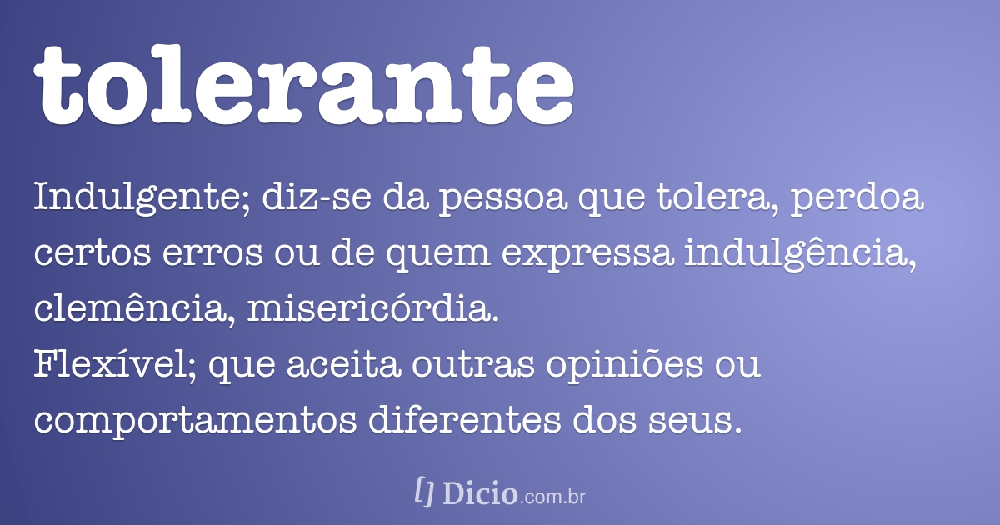 tolerante
Indulgente; diz-se da pessoa que tolera, perdoa
certos erros ou de quem expressa indulgência,
clemência, misericórdia.
Flexível; que aceita outras opiniões ou
comportamentos diferentes dos seus.
[] Dicio.com.br